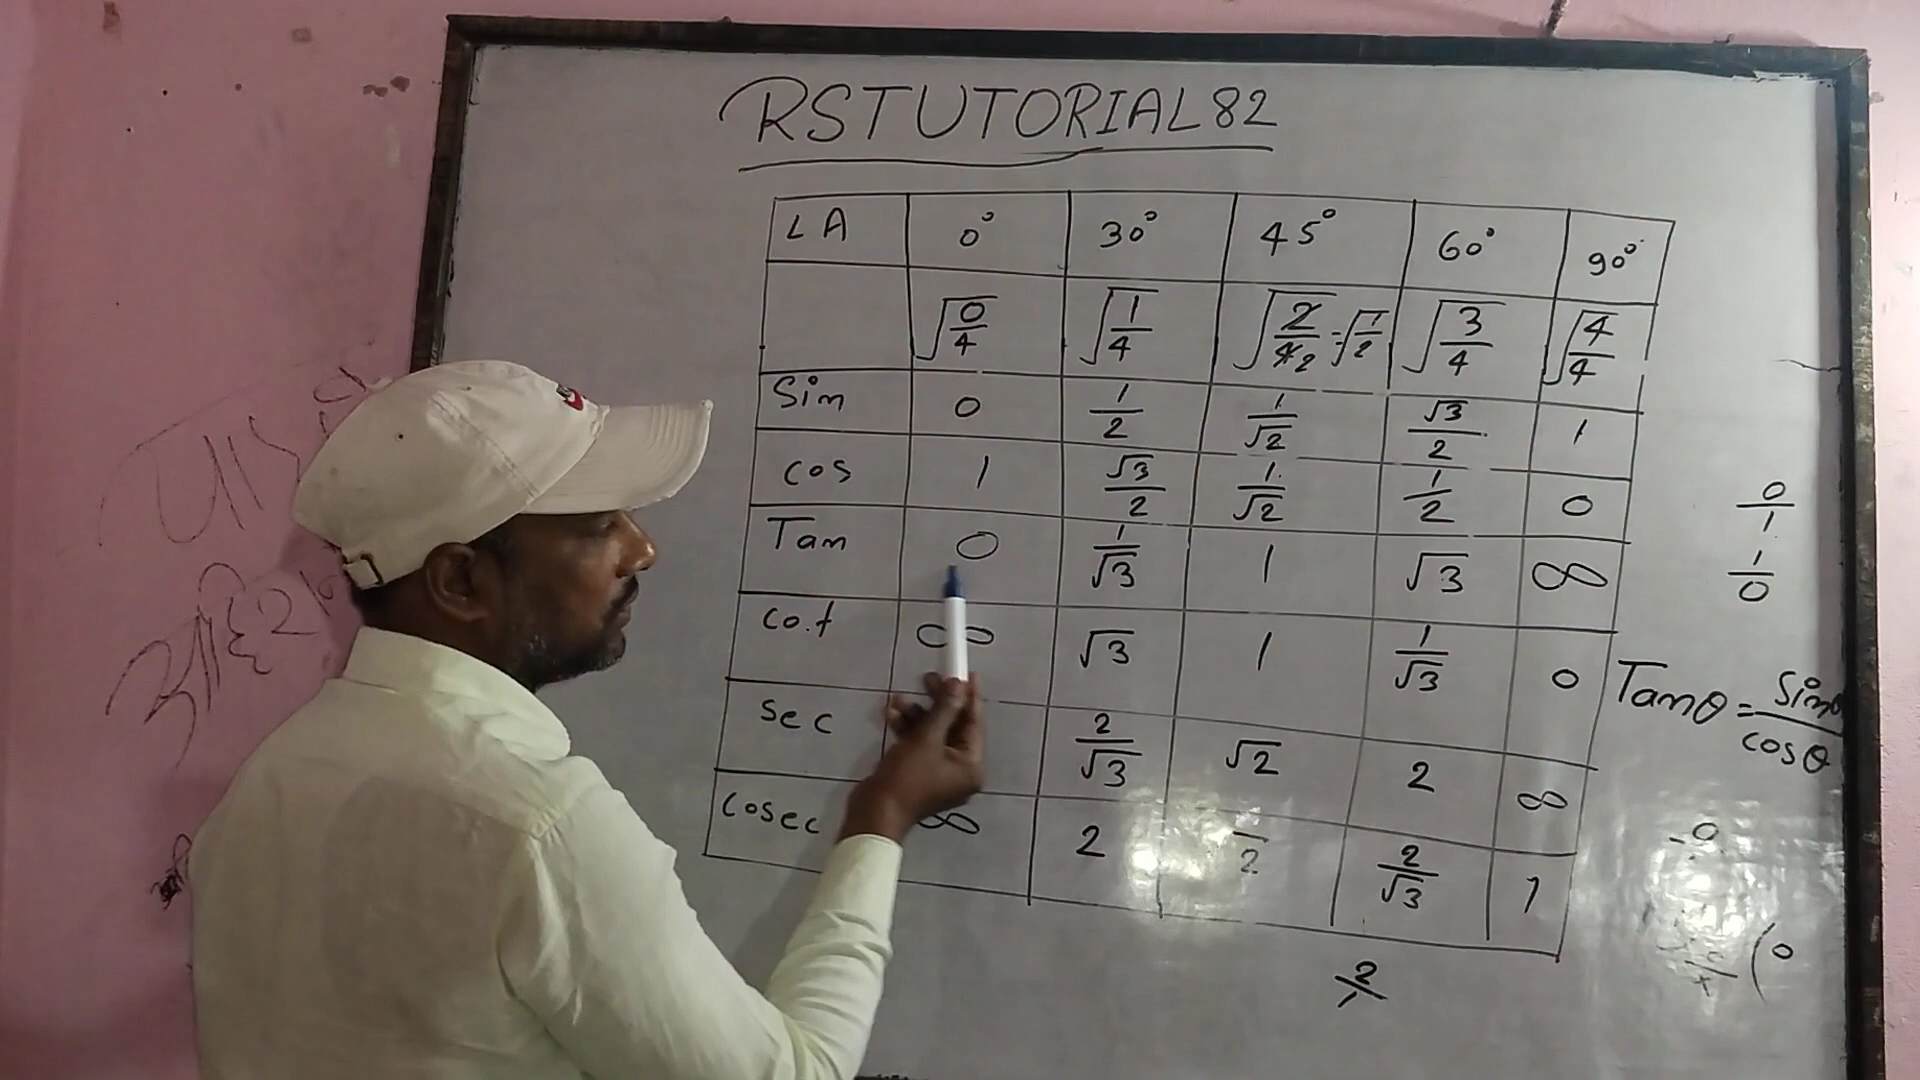 RSTUTORIAL82
∠A 0° 30° 45° 60° 90°
√0/4 √1/4 √2/4 2 = √1/2 √3/4 √4/4
Sin 0 1/2 1/√2 √3/2 1
cos 1 √3/2 1/√2 1/2 0
Tan 0 1/√3 1 √3 ∞
co.t ∞ √3 1 1/√3 0
sec 2/√3 √2 2 ∞
cosec ∞ 2 2/√3 1
0/1
1/0
Tanθ = Sinθ/cosθ
2/1
(0